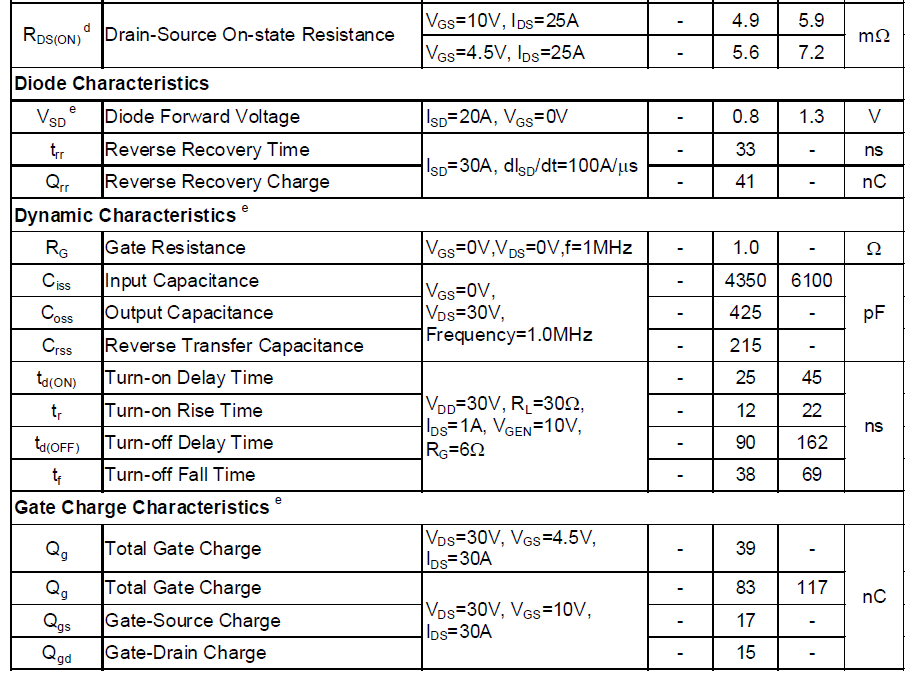 RDS(ON) d Drain-Source On-state Resistance VGS=10V, IDS=25A - 4.9 5.9 mΩ
VGS=4.5V, IDS=25A - 5.6 7.2
Diode Characteristics
VSD e Diode Forward Voltage ISD=20A, VGS=0V - 0.8 1.3 V
trr Reverse Recovery Time ISD=30A, dISD/dt=100A/μs - 33 - ns
Qrr Reverse Recovery Charge - 41 - nC
Dynamic Characteristics e
RG Gate Resistance VGS=0V,VDS=0V,f=1MHz - 1.0 - Ω
Ciss Input Capacitance VGS=0V, - 4350 6100 pF
Coss Output Capacitance VDS=30V, - 425 -
Crss Reverse Transfer Capacitance Frequency=1.0MHz - 215 -
td(ON) Turn-on Delay Time VDD=30V, RL=30Ω, - 25 45 ns
tr Turn-on Rise Time IDS=1A, VGEN=10V, - 12 22
td(OFF) Turn-off Delay Time RG=6Ω - 90 162
tf Turn-off Fall Time - 38 69
Gate Charge Characteristics e
Qg Total Gate Charge VDS=30V, VGS=4.5V, - 39 - nC
IDS=30A
Qg Total Gate Charge VDS=30V, VGS=10V, - 83 117
Qgs Gate-Source Charge IDS=30A - 17 -
Qgd Gate-Drain Charge - 15 -